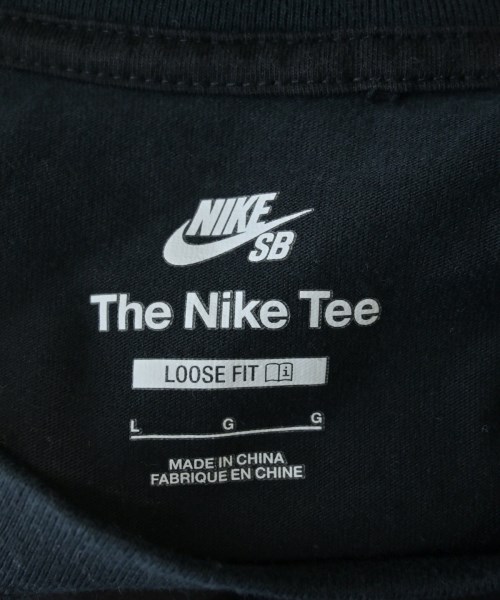 NIKE
SB
The Nike Tee
LOOSE FIT i
L G G
MADE IN CHINA
FABRIQUE EN CHINE